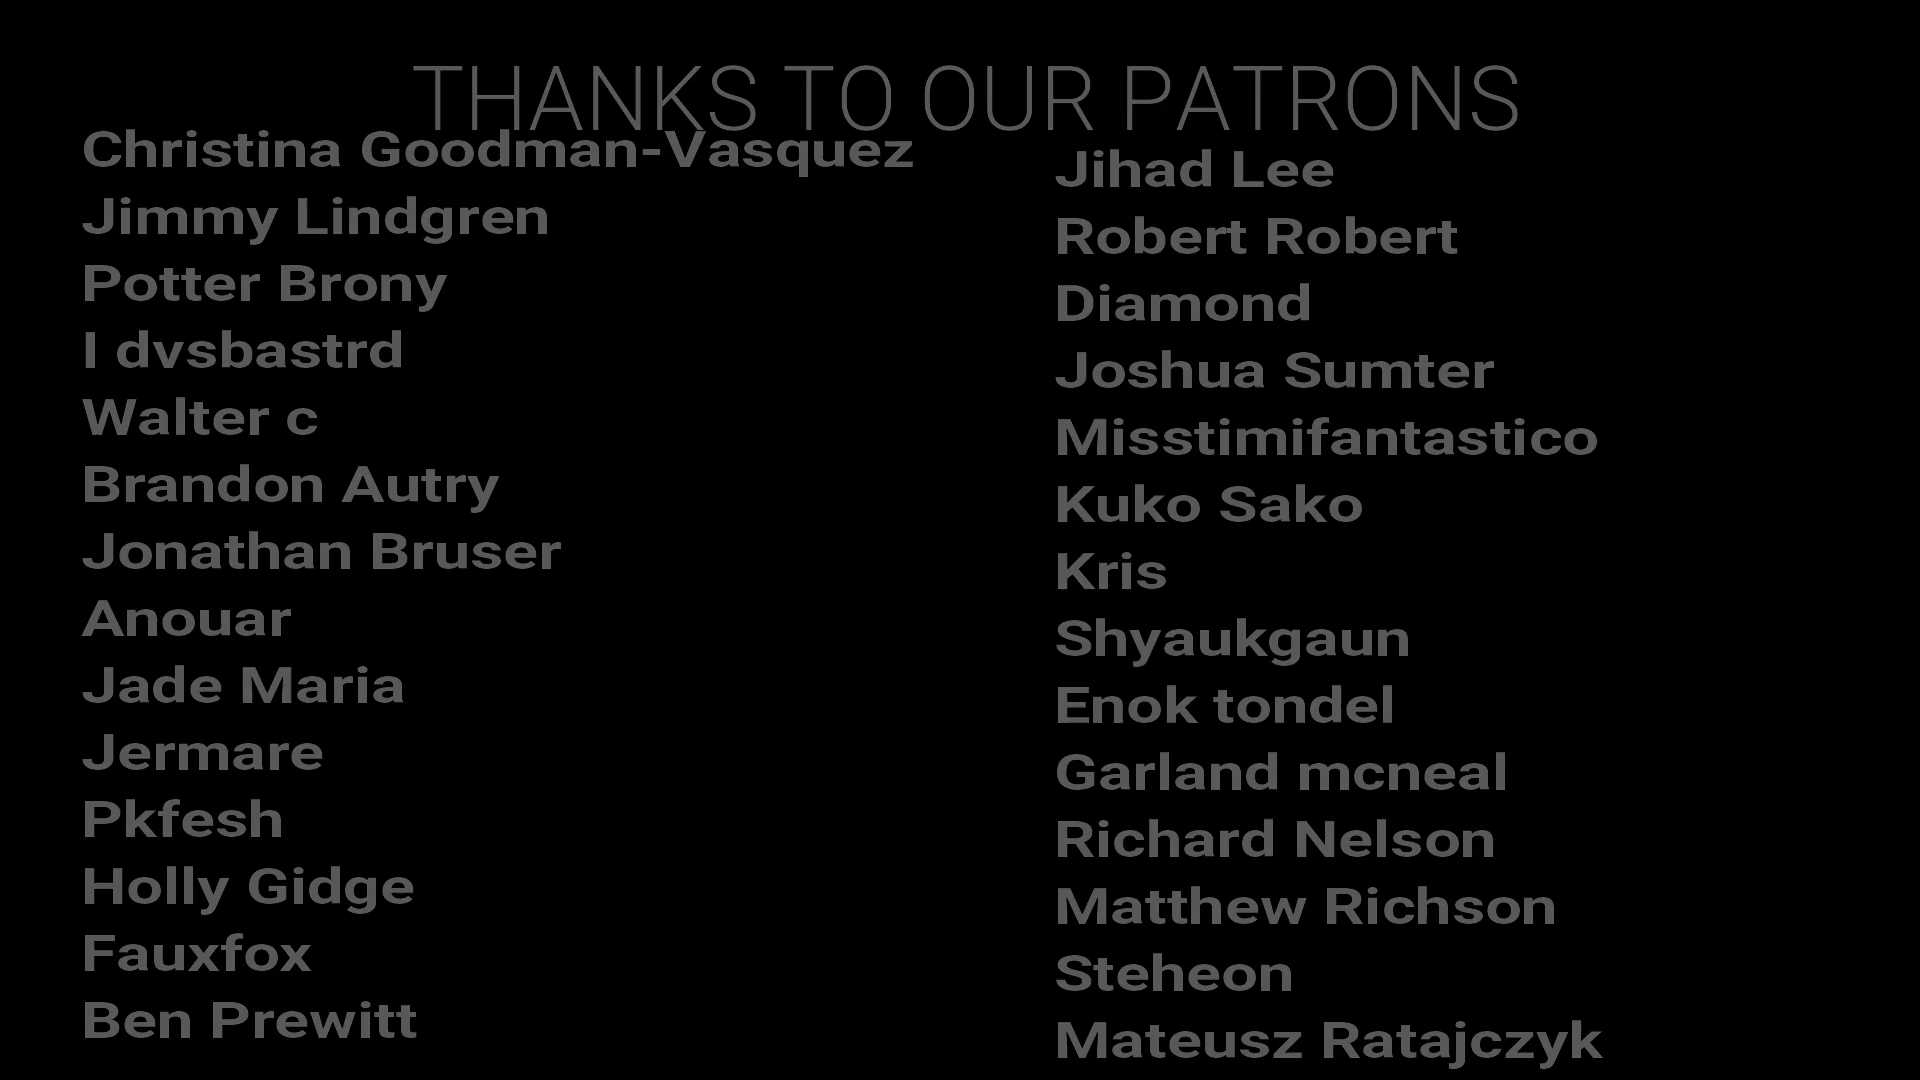 THANKS TO OUR PATRONS
Christina Goodman-Vasquez
Jimmy Lindgren
Potter Brony
I dvsbastrd
Walter c
Brandon Autry
Jonathan Bruser
Anouar
Jade Maria
Jermare
Pkfesh
Holly Gidge
Fauxfox
Ben Prewitt
Jihad Lee
Robert Robert
Diamond
Joshua Sumter
Misstimifantastico
Kuko Sako
Kris
Shyaukgaun
Enok tondel
Garland mcneal
Richard Nelson
Matthew Richson
Steheon
Mateusz Ratajczyk